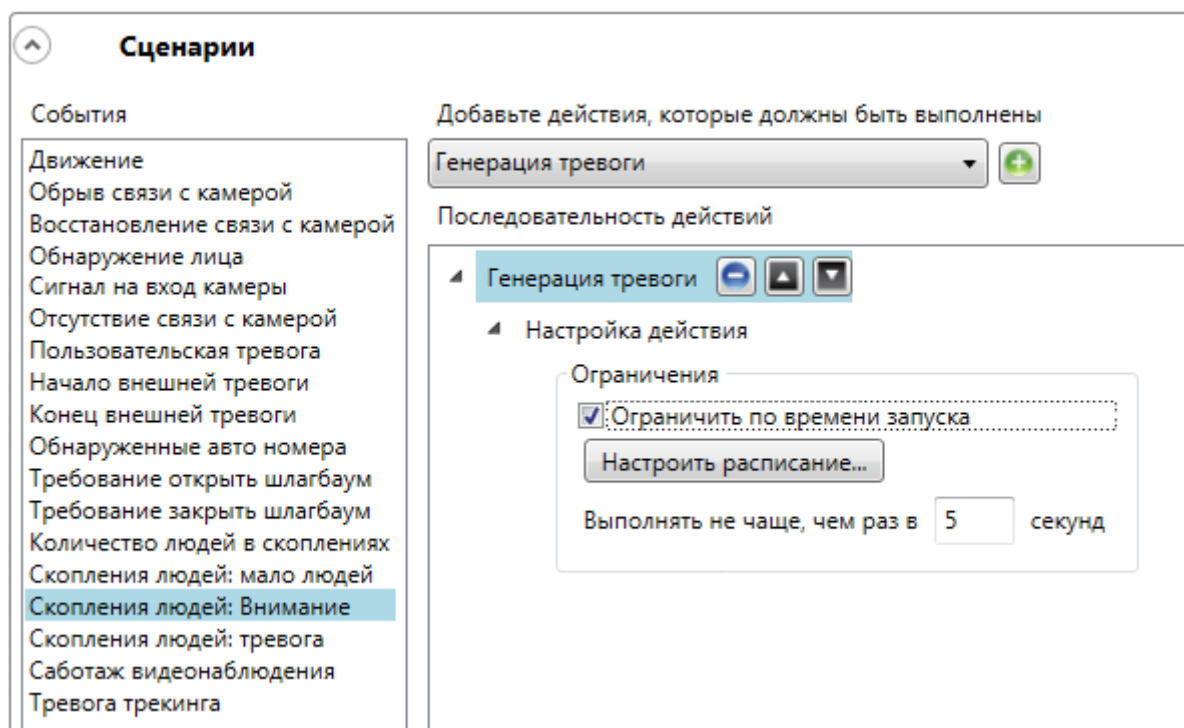 Сценарии
События
Движение
Обрыв связи с камерой
Восстановление связи с камерой
Обнаружение лица
Сигнал на вход камеры
Отсутствие связи с камерой
Пользовательская тревога
Начало внешней тревоги
Конец внешней тревоги
Обнаруженные авто номера
Требование открыть шлагбаум
Требование закрыть шлагбаум
Количество людей в скоплениях
Скопления людей: мало людей
Скопления людей: Внимание
Скопления людей: тревога
Саботаж видеонаблюдения
Тревога трекинга
Добавьте действия, которые должны быть выполнены
Генерация тревоги
Последовательность действий
Генерация тревоги
Настройка действия
Ограничения
Ограничить по времени запуска
Настроить расписание...
Выполнять не чаще, чем раз в 5 секунд